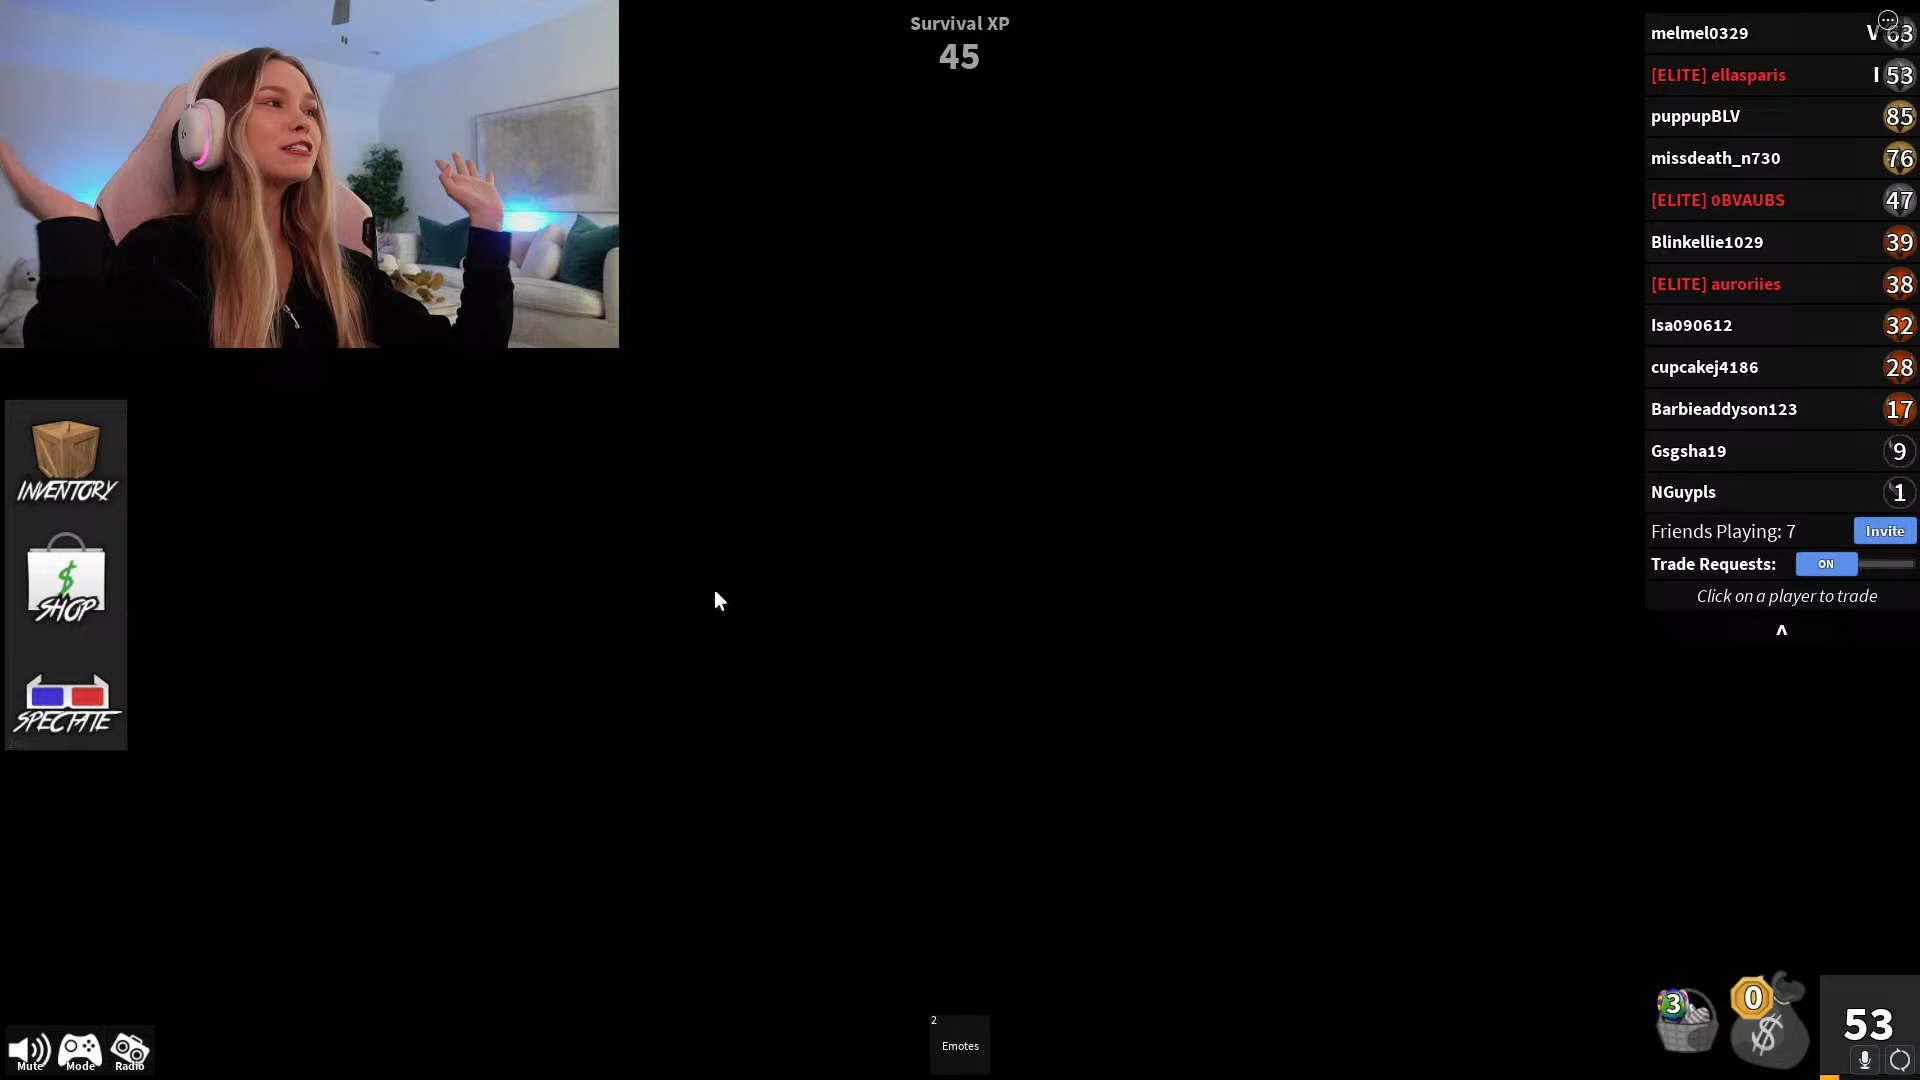 Survival XP
45
melmel0329 V 63
[ELITE] ellasparis I 53
puppupBLV 85
missdeath_n730 76
[ELITE] 0BVAUBS 47
Blinkellie1029 39
[ELITE] auroriies 38
Isa090612 32
cupcakej4186 28
Barbieaddyson123 17
Gsgsha19 9
NGuypls 1
Friends Playing: 7 Invite
Trade Requests: ON
Click on a player to trade
^
INVENTORY
$
SHOP
SPECTATE
Mute Mode Radio
2
Emotes
3
0
$
53